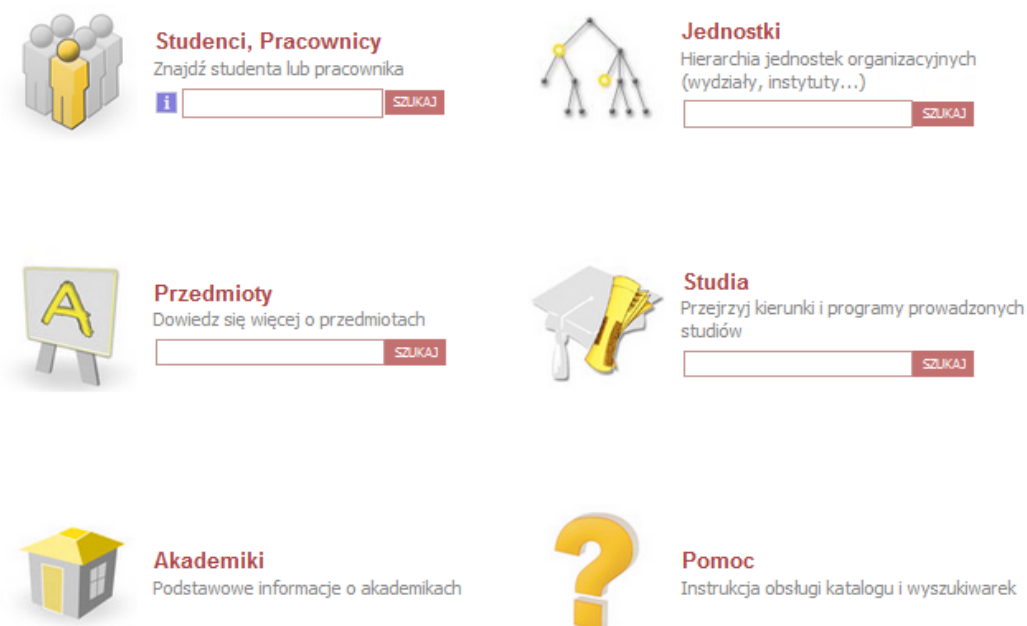 Studenci, Pracownicy
Znajdź studenta lub pracownika
i
SZUKAJ
Jednostki
Hierarchia jednostek organizacyjnych
(wydziały, instytuty...)
SZUKAJ
A
Przedmioty
Dowiedz się więcej o przedmiotach
SZUKAJ
Studia
Przejrzyj kierunki i programy prowadzonych
studiów
SZUKAJ
Akademiki
Podstawowe informacje o akademikach
?
Pomoc
Instrukcja obsługi katalogu i wyszukiwarek